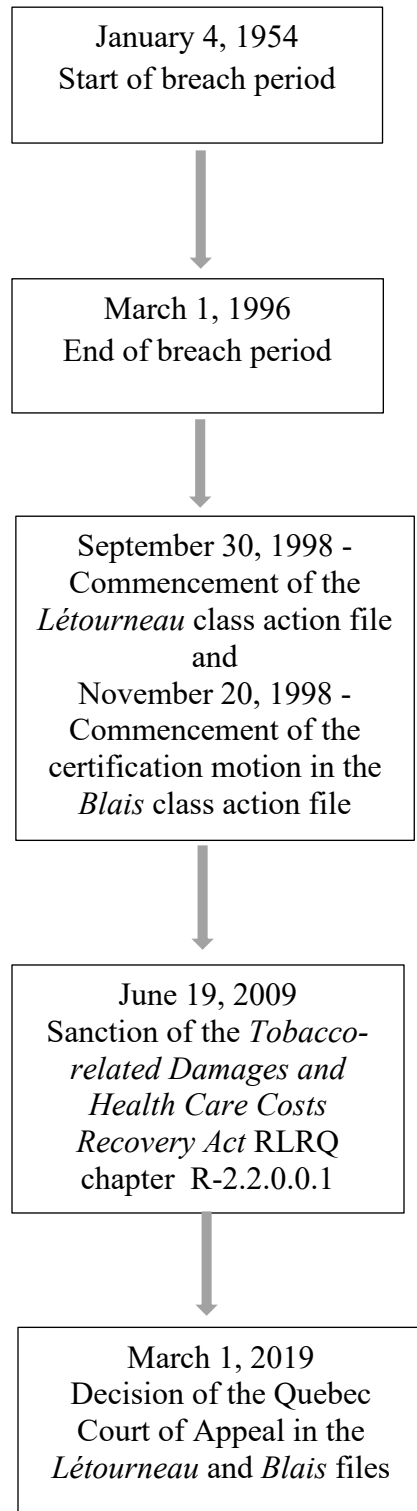 January 4, 1954
Start of breach period
March 1, 1996
End of breach period
September 30, 1998 -
Commencement of the
Létourneau class action file
and
November 20, 1998 -
Commencement of the
certification motion in the
Blais class action file
June 19, 2009
Sanction of the Tobacco-
related Damages and
Health Care Costs
Recovery Act RLRQ
chapter R-2.2.0.0.1
March 1, 2019
Decision of the Quebec
Court of Appeal in the
Létourneau and Blais files